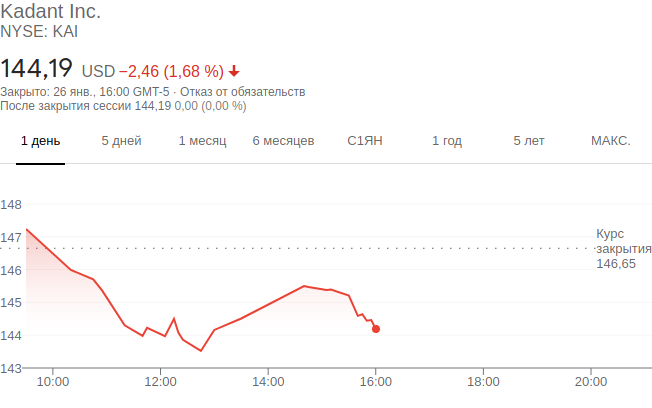 Kadant Inc.
NYSE: KAI
144,19 USD −2,46 (1,68 %)
Закрыто: 26 янв., 16:00 GMT-5 · Отказ от обязательств
После закрытия сессии 144,19 0,00 (0,00 %)
1 день 5 дней 1 месяц 6 месяцев С1ЯН 1 год 5 лет МАКС.
148
147
146
145
144
143
Курс
закрытия
146,65
10:00 12:00 14:00 16:00 18:00 20:00